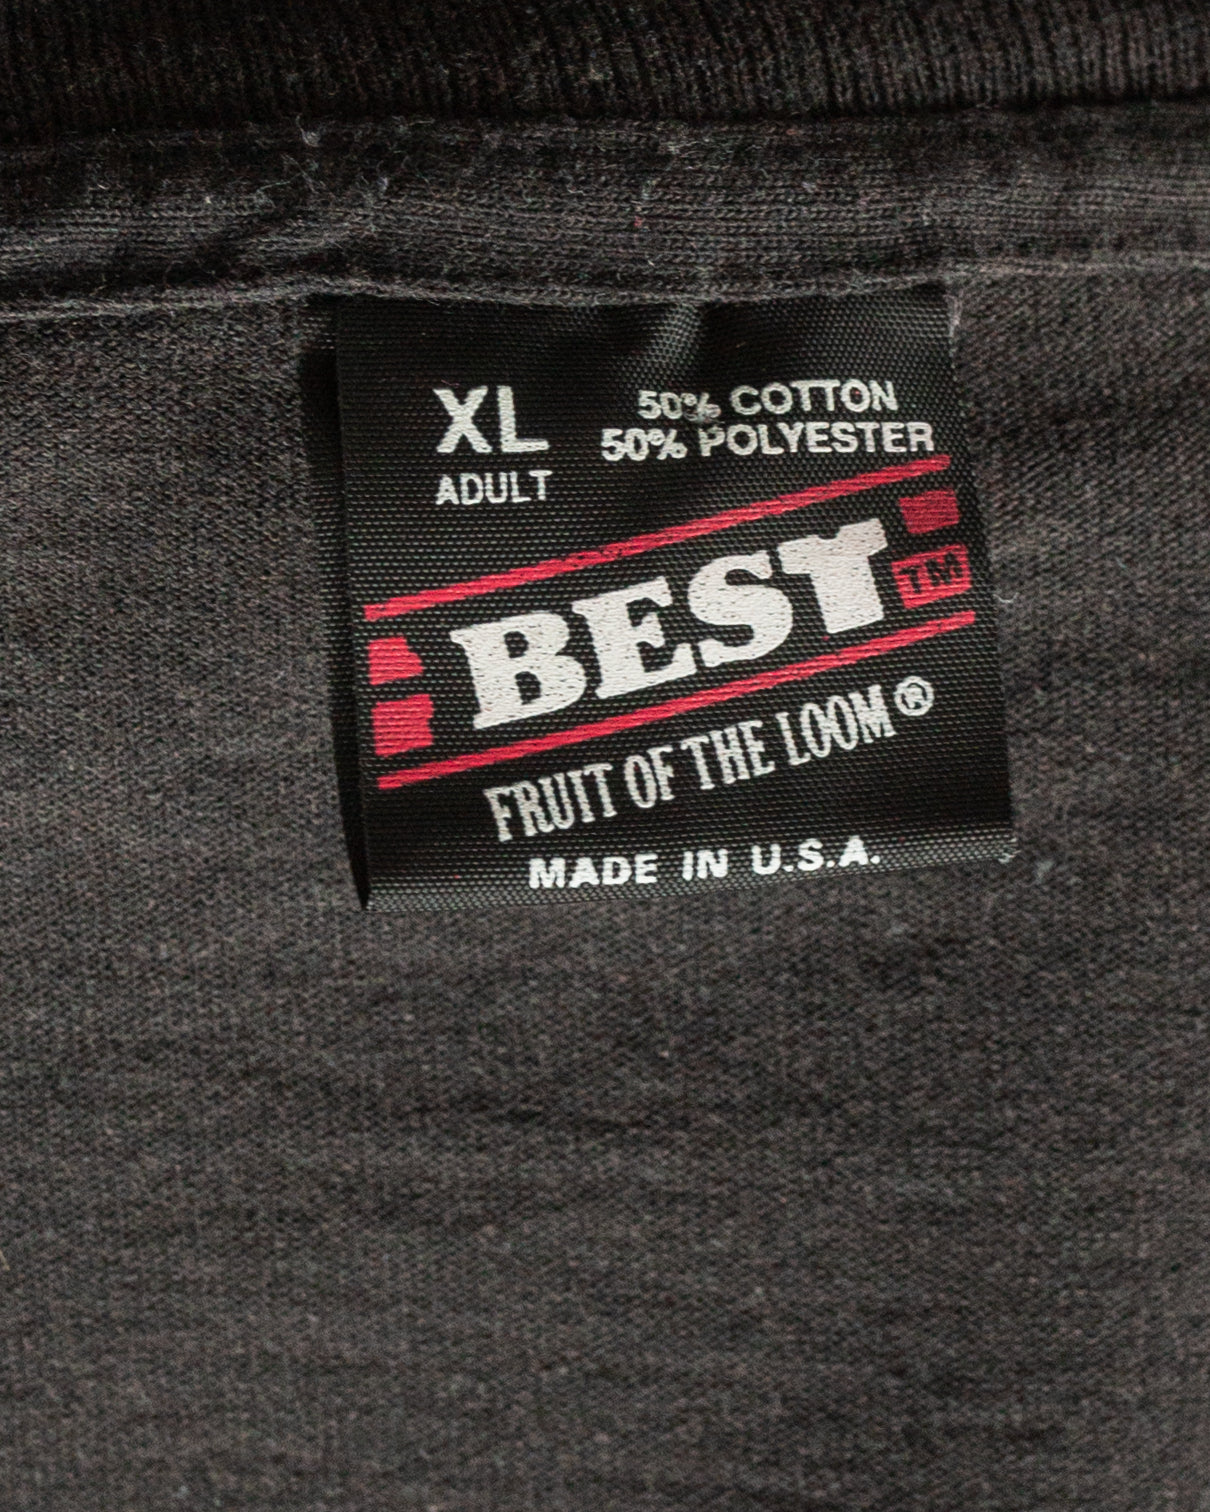 XL
ADULT
50% COTTON
50% POLYESTER
BEST TM
FRUIT OF THE LOOM®
MADE IN U.S.A.